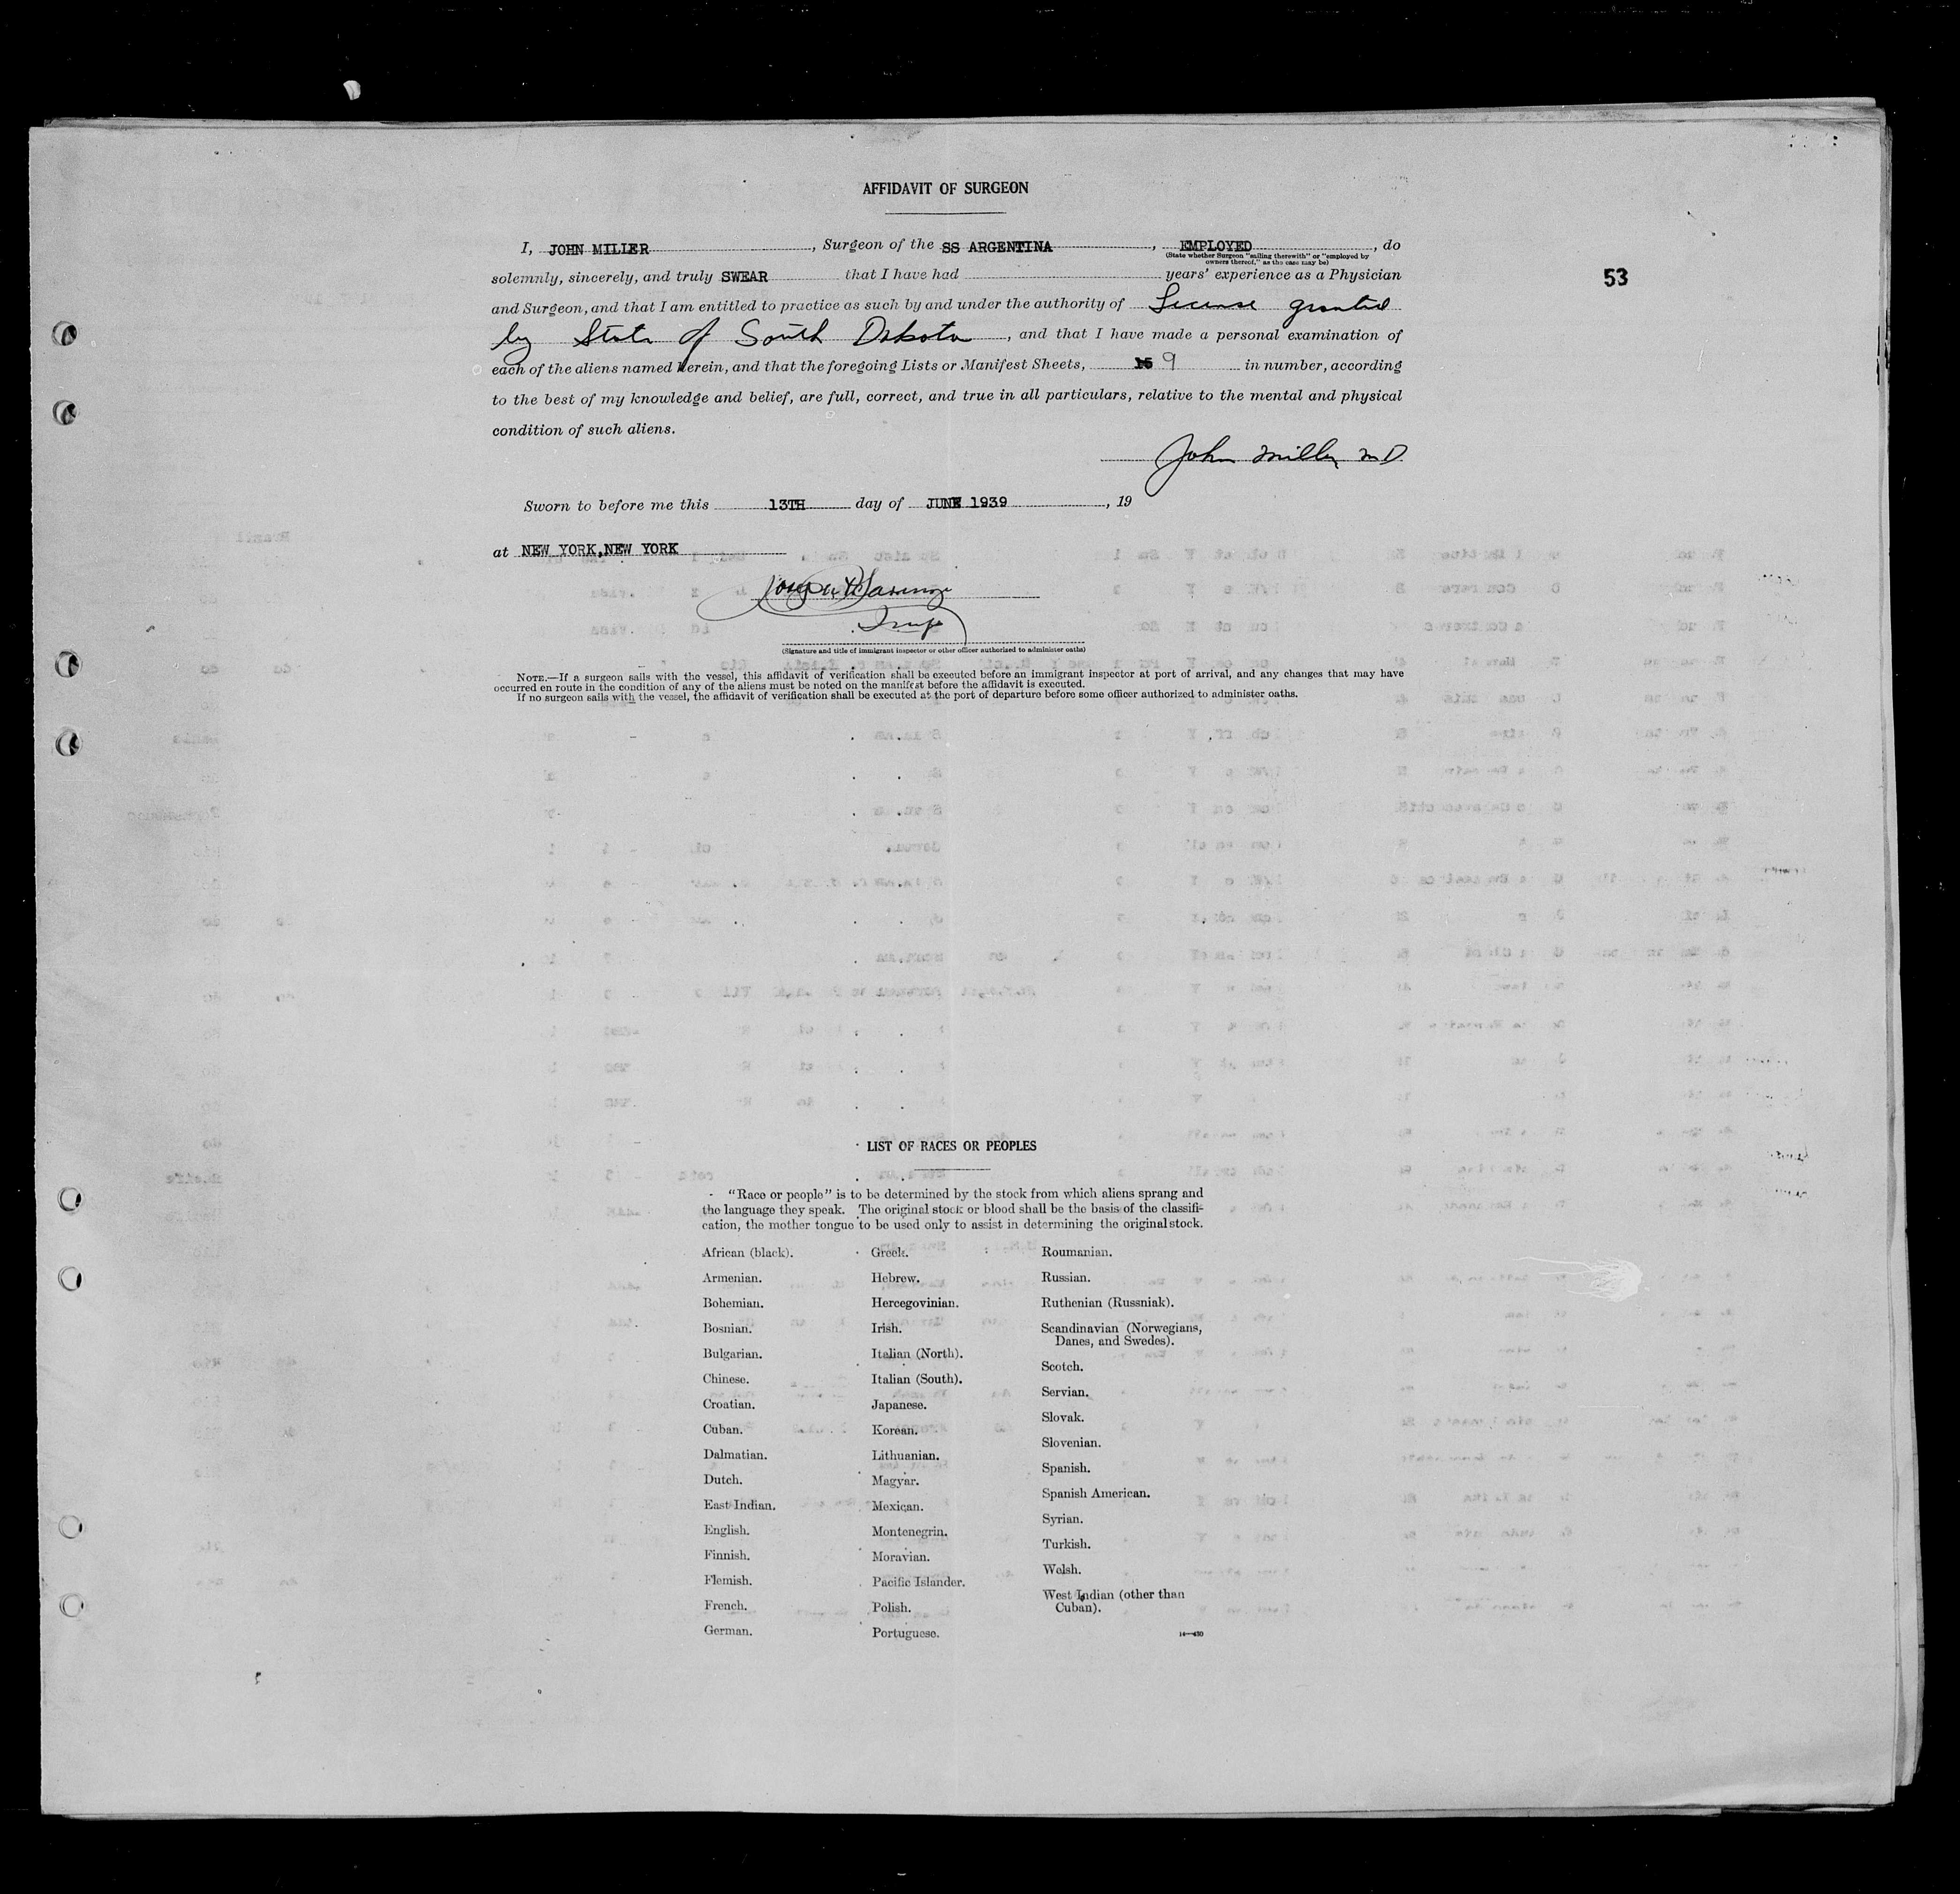 AFFIDAVIT OF SURGEON
I, JOHN MILLER, Surgeon of the SS ARGENTINA, EMPLOYED, do
(State whether Surgeon "sailing therewith" or "employed by
owners thereof," as the case may be)
solemnly, sincerely, and truly SWEAR that I have had years' experience as a Physician
53
and Surgeon, and that I am entitled to practice as such by and under the authority of License granted
by State of South Dakota, and that I have made a personal examination of
each of the aliens named herein, and that the foregoing Lists or Manifest Sheets, 15 9 in number, according
to the best of my knowledge and belief, are full, correct, and true in all particulars, relative to the mental and physical
condition of such aliens.
John Miller MD
Sworn to before me this 13TH day of JUNE 1939, 19
at NEW YORK,NEW YORK
(Signature and title of immigrant inspector or other officer authorized to administer oaths)
NOTE.—If a surgeon sails with the vessel, this affidavit of verification shall be executed before an immigrant inspector at port of arrival, and any changes that may have
occurred en route in the condition of any of the aliens must be noted on the manifest before the affidavit is executed.
If no surgeon sails with the vessel, the affidavit of verification shall be executed at the port of departure before some officer authorized to administer oaths.
LIST OF RACES OR PEOPLES
"Race or people" is to be determined by the stock from which aliens sprang and
the language they speak. The original stock or blood shall be the basis of the classifi-
cation, the mother tongue to be used only to assist in determining the original stock.
African (black).
Armenian.
Bohemian.
Bosnian.
Bulgarian.
Chinese.
Croatian.
Cuban.
Dalmatian.
Dutch.
East Indian.
English.
Finnish.
Flemish.
French.
German.
Greek.
Hebrew.
Hercegovinian.
Irish.
Italian (North).
Italian (South).
Japanese.
Korean.
Lithuanian.
Magyar.
Mexican.
Montenegrin.
Moravian.
Pacific Islander.
Polish.
Portuguese.
Roumanian.
Russian.
Ruthenian (Russniak).
Scandinavian (Norwegians,
Danes, and Swedes).
Scotch.
Servian.
Slovak.
Slovenian.
Spanish.
Spanish American.
Syrian.
Turkish.
Welsh.
West Indian (other than
Cuban).
14—430